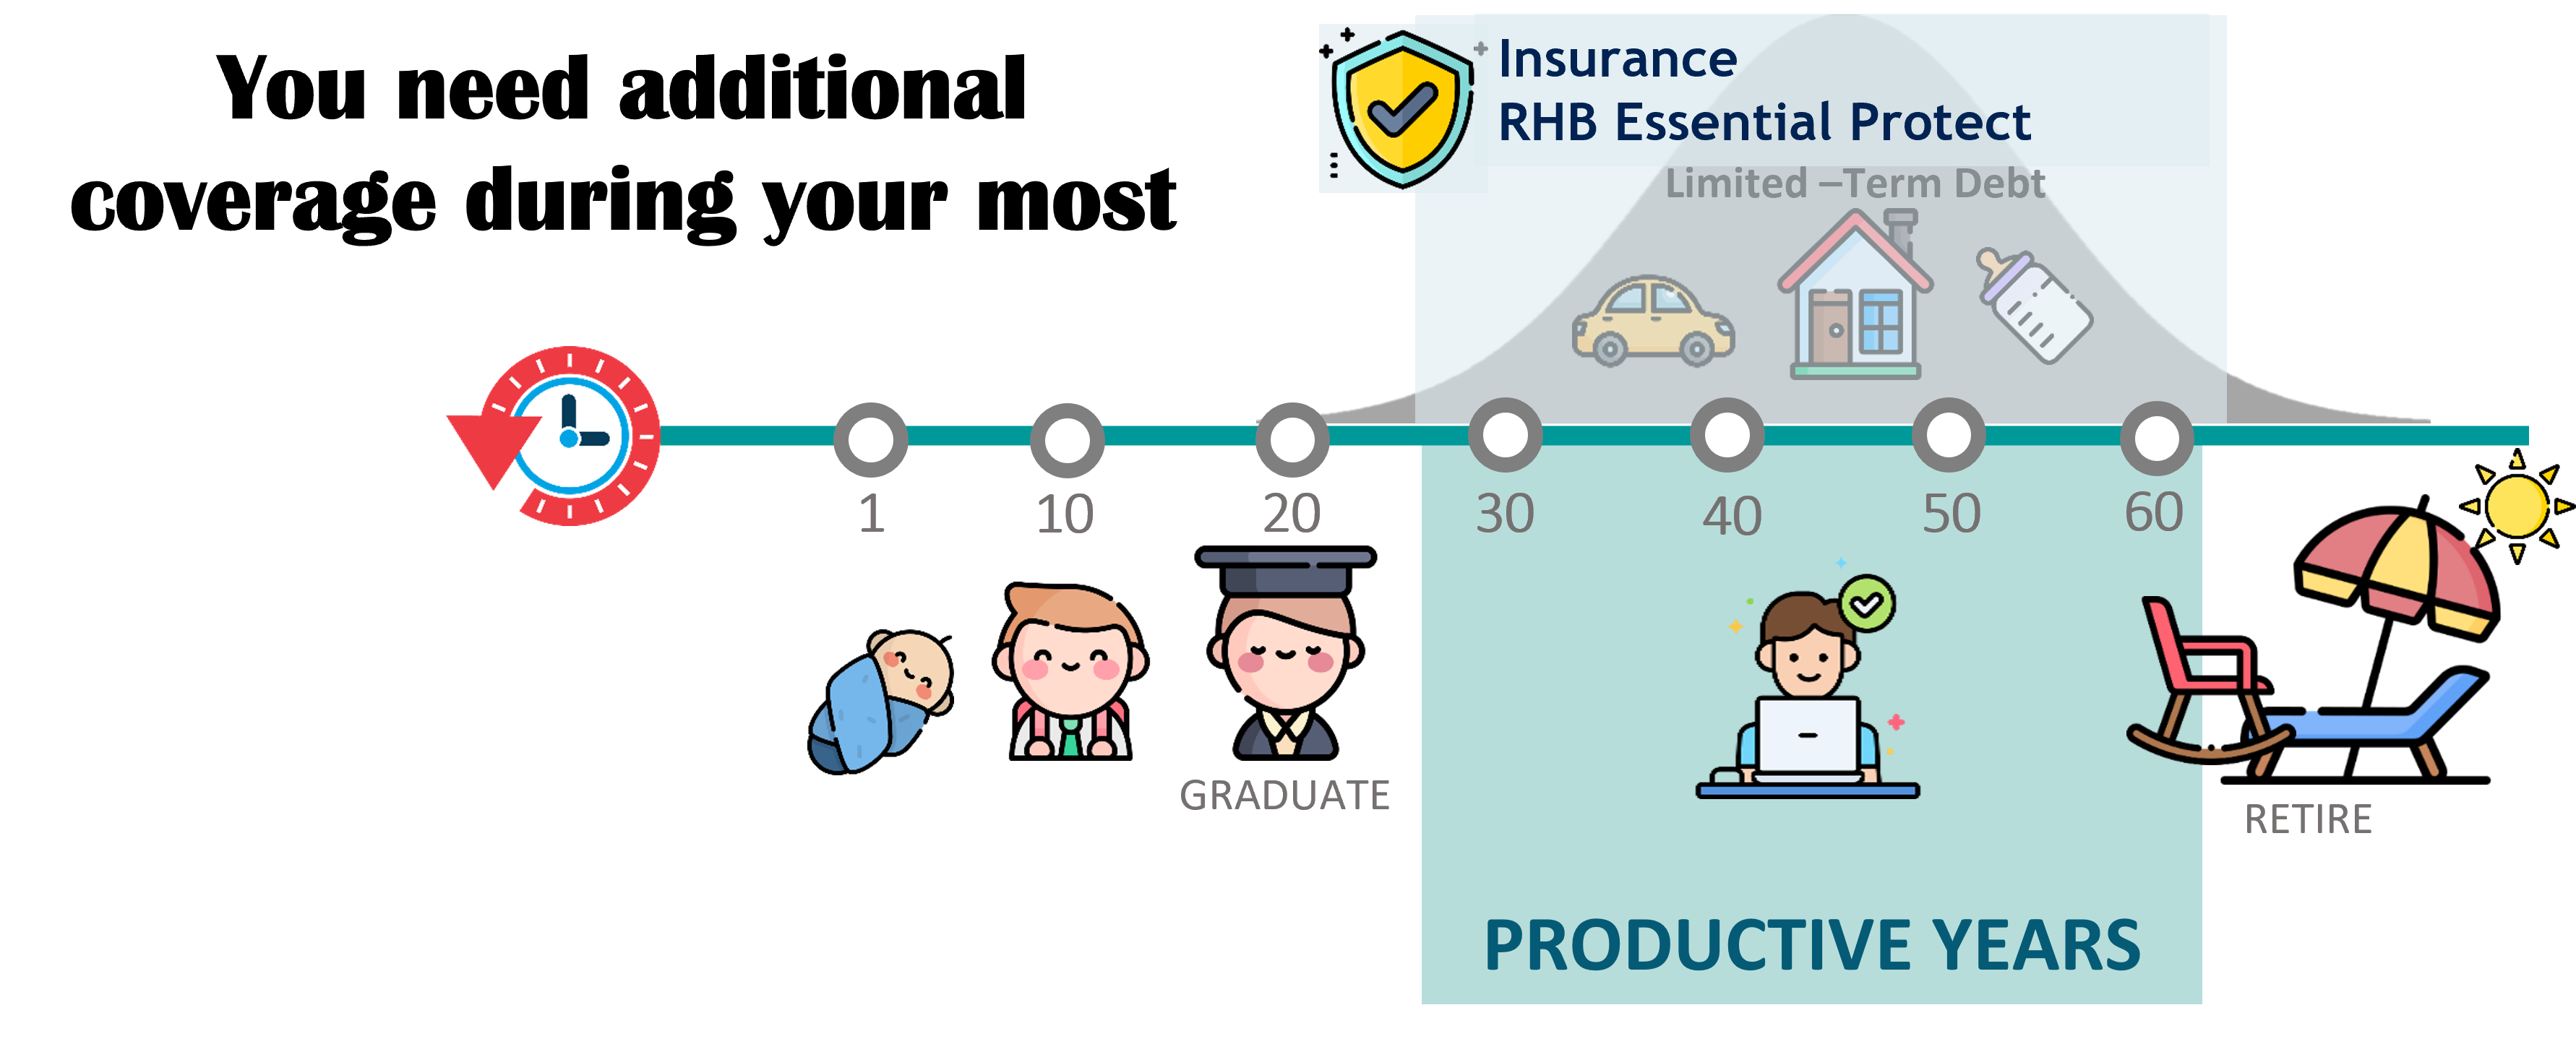 You need additional
coverage during your most
Insurance
RHB Essential Protect
Limited –Term Debt
1 10 20 30 40 50 60
GRADUATE
RETIRE
PRODUCTIVE YEARS